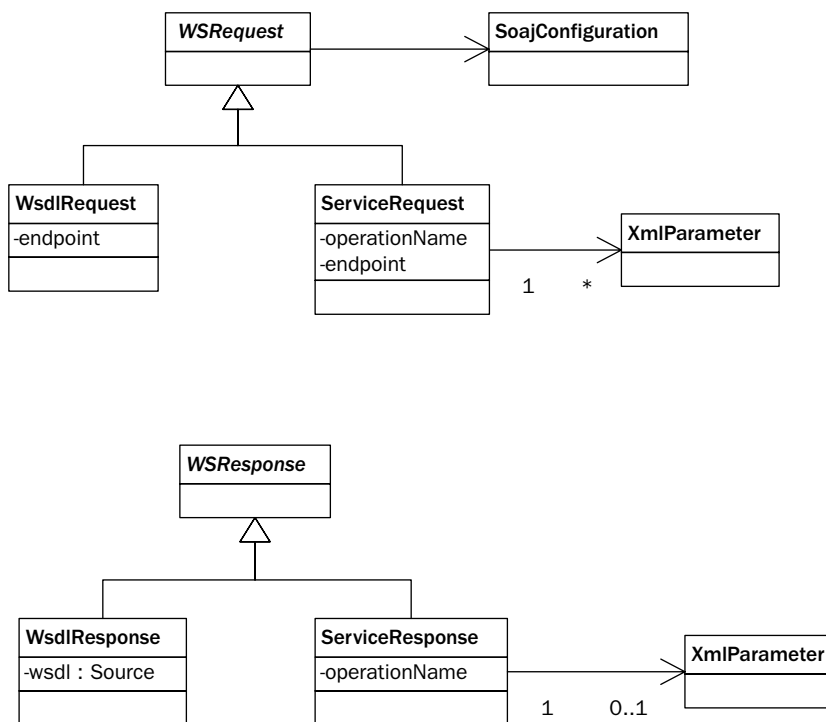 WSRequest
SoajConfiguration
WsdlRequest
-endpoint
ServiceRequest
-operationName
-endpoint
XmlParameter
1 *
WSResponse
WsdlResponse
-wsdl : Source
ServiceResponse
-operationName
XmlParameter
1 0..1